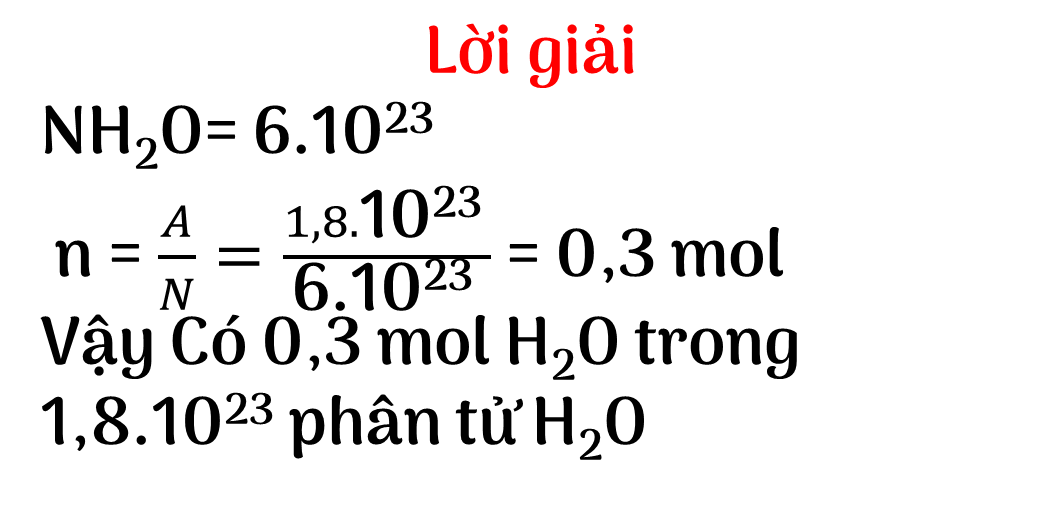 Lời giải
NH₂O= 6.10²³
n = A/N = 1,8.10²³/6.10²³ = 0,3 mol
Vậy Có 0,3 mol H₂O trong
1,8.10²³ phân tử H₂O